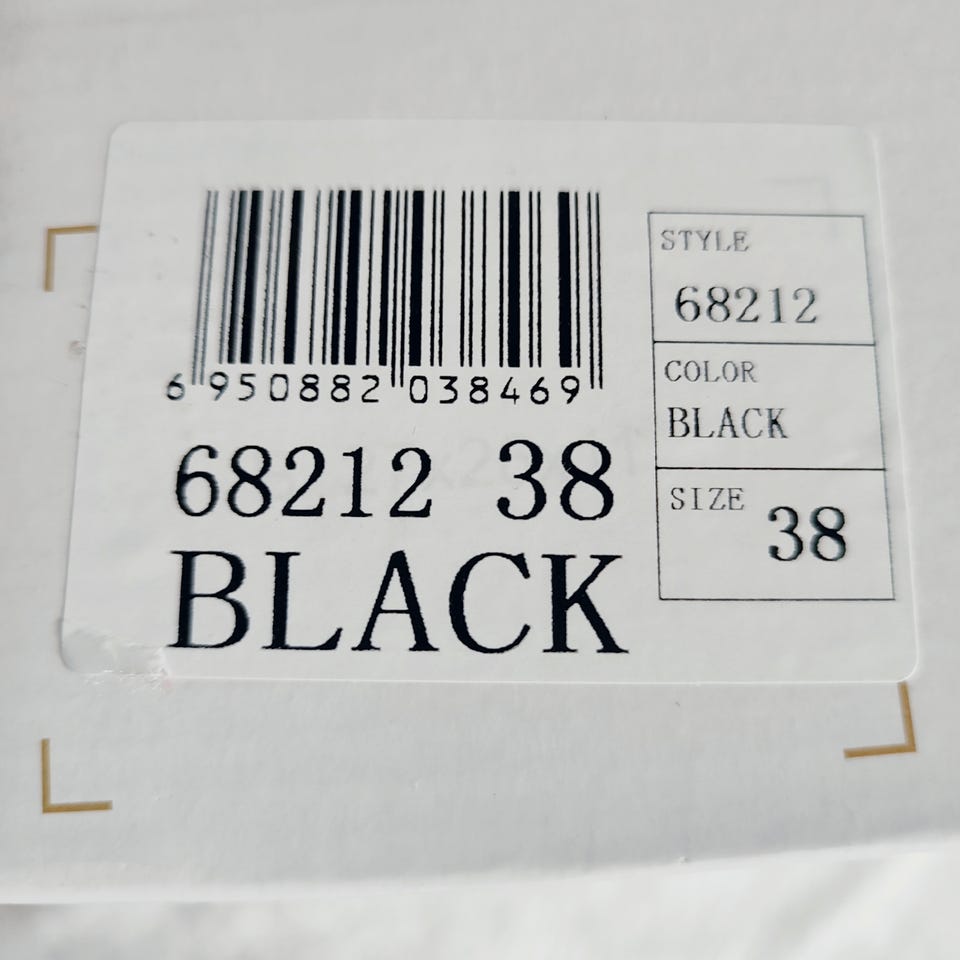 6 950882 038469
68212 38
BLACK
STYLE
68212
COLOR
BLACK
SIZE 38